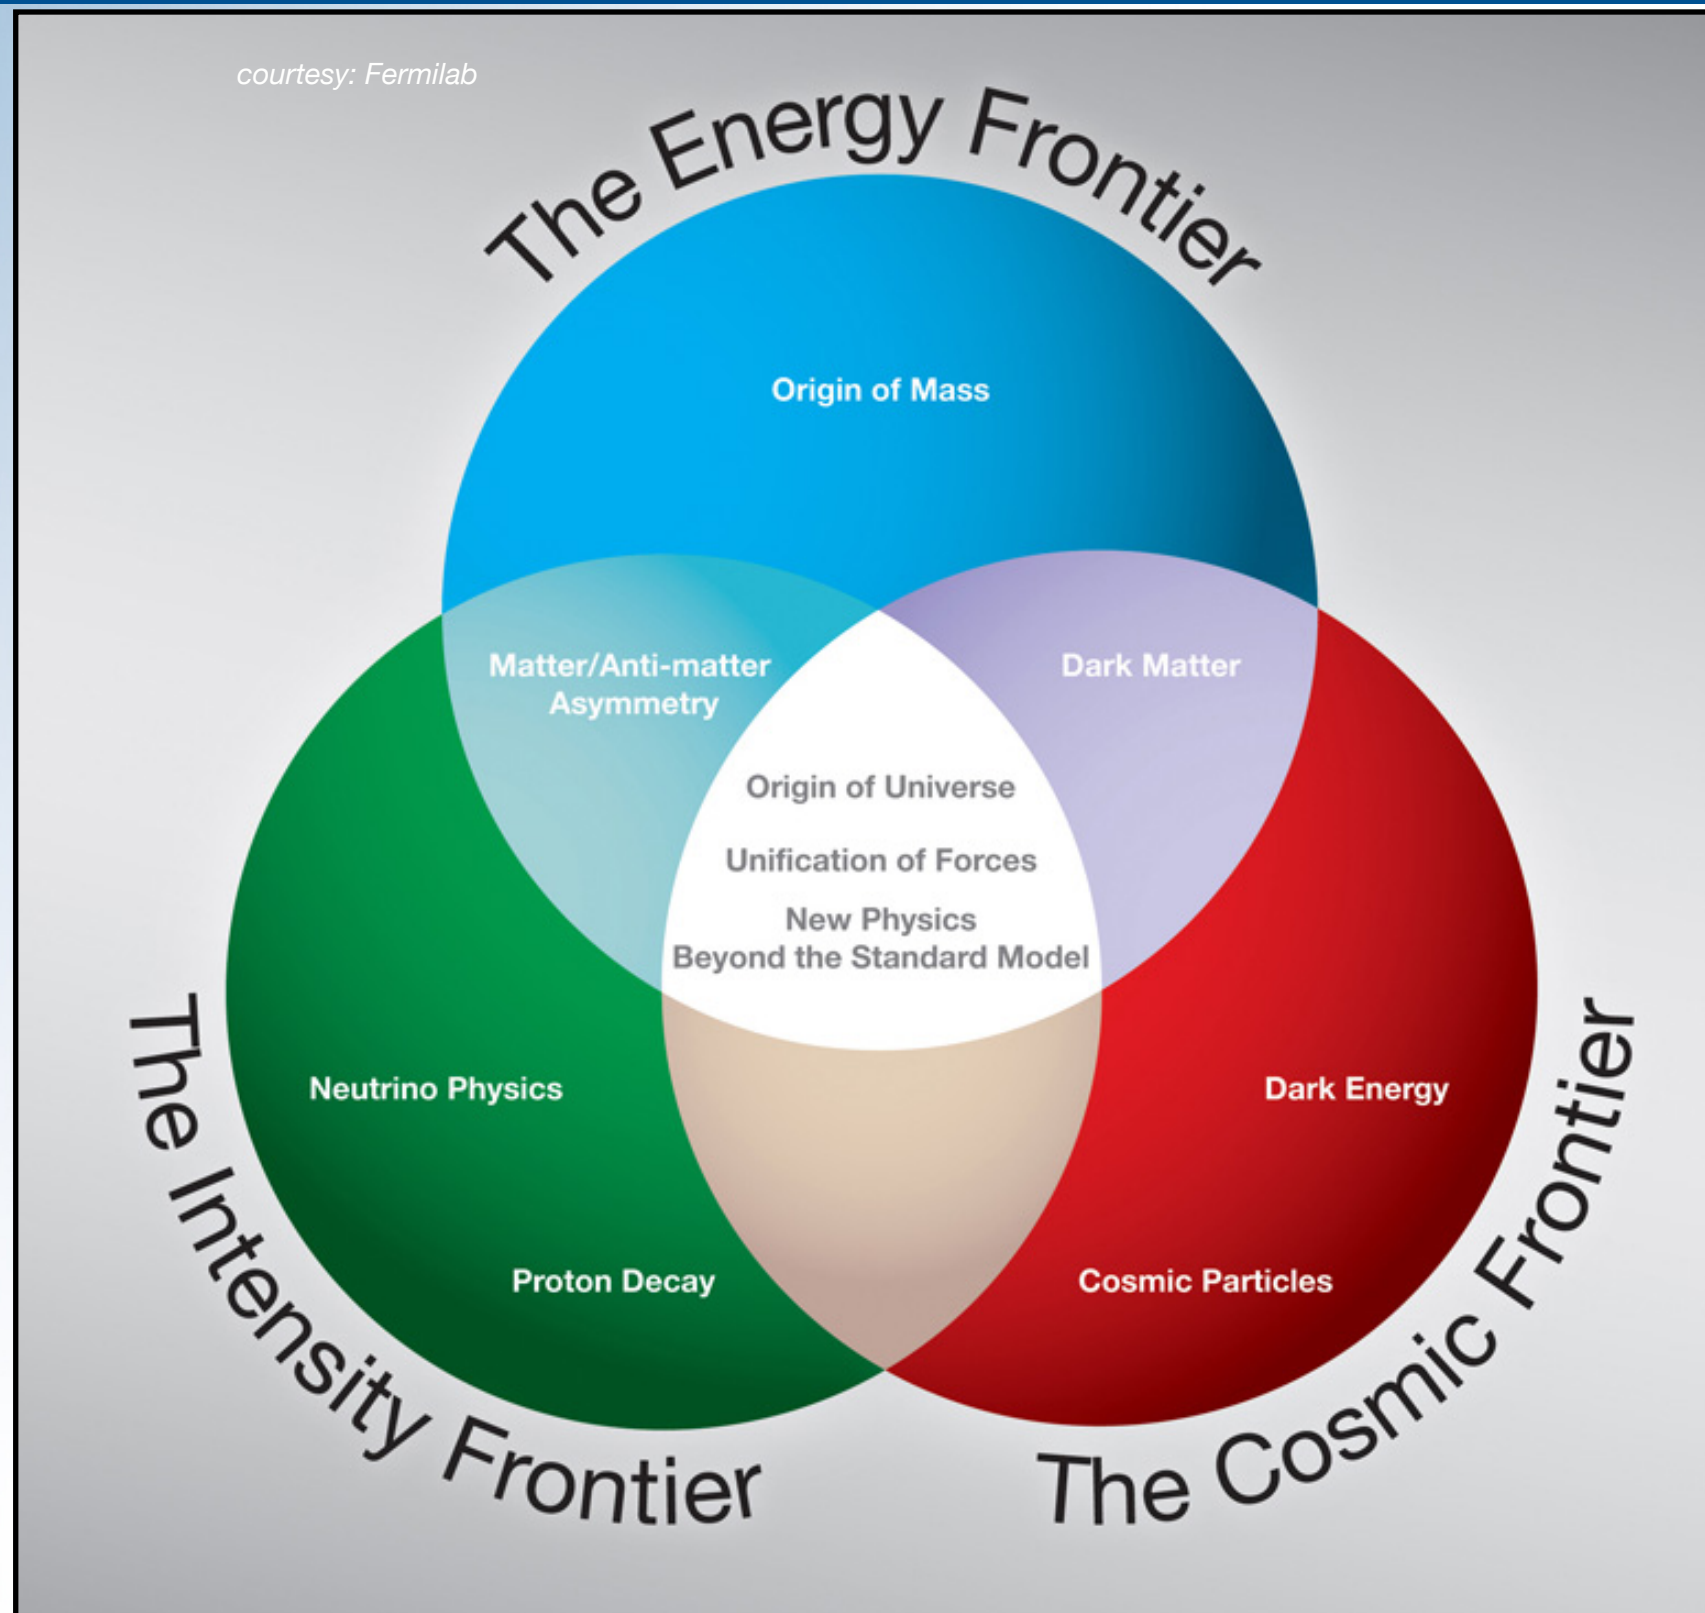 courtesy: Fermilab
The Energy Frontier
Origin of Mass
Matter/Anti-matter
Asymmetry
Dark Matter
Origin of Universe
Unification of Forces
New Physics
Beyond the Standard Model
Neutrino Physics
Dark Energy
Proton Decay
Cosmic Particles
The Intensity Frontier
The Cosmic Frontier